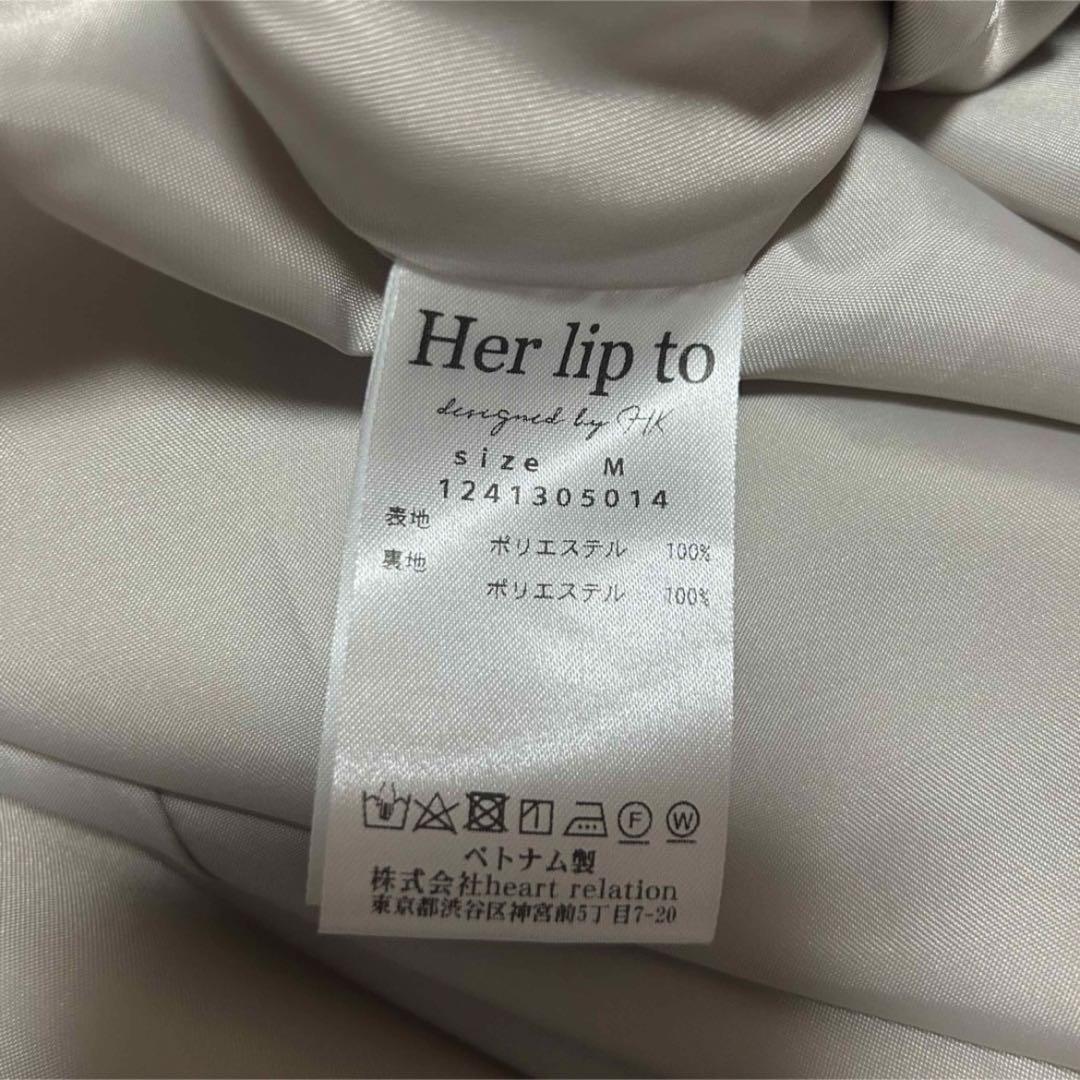 Her lip to
designed by HK
size M
1241305014
表地
ポリエステル 100%
裏地
ポリエステル 100%
F W
ベトナム製
株式会社heart relation
東京都渋谷区神宮前5丁目7-20